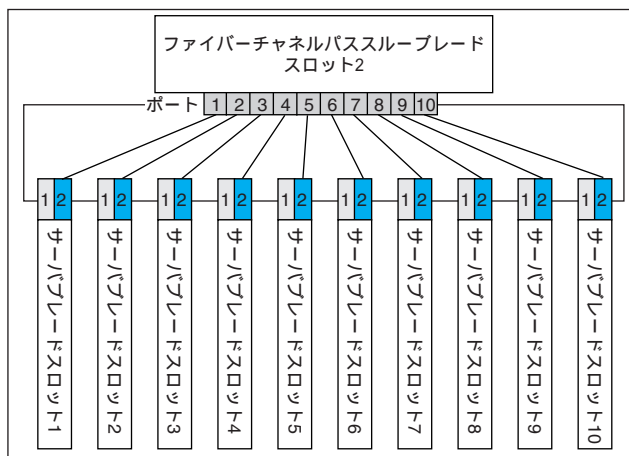 ファイバーチャネルパススルーブレード
スロット2
ポート 1 2 3 4 5 6 7 8 9 10
1 2 1 2 1 2 1 2 1 2 1 2 1 2 1 2 1 2 1 2
サーバブレードスロット1
サーバブレードスロット2
サーバブレードスロット3
サーバブレードスロット4
サーバブレードスロット5
サーバブレードスロット6
サーバブレードスロット7
サーバブレードスロット8
サーバブレードスロット9
サーバブレードスロット10